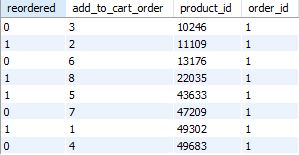 reordered add_to_cart_order product_id order_id
0 3 10246 1
1 2 11109 1
0 6 13176 1
1 8 22035 1
1 5 43633 1
0 7 47209 1
1 1 49302 1
0 4 49683 1